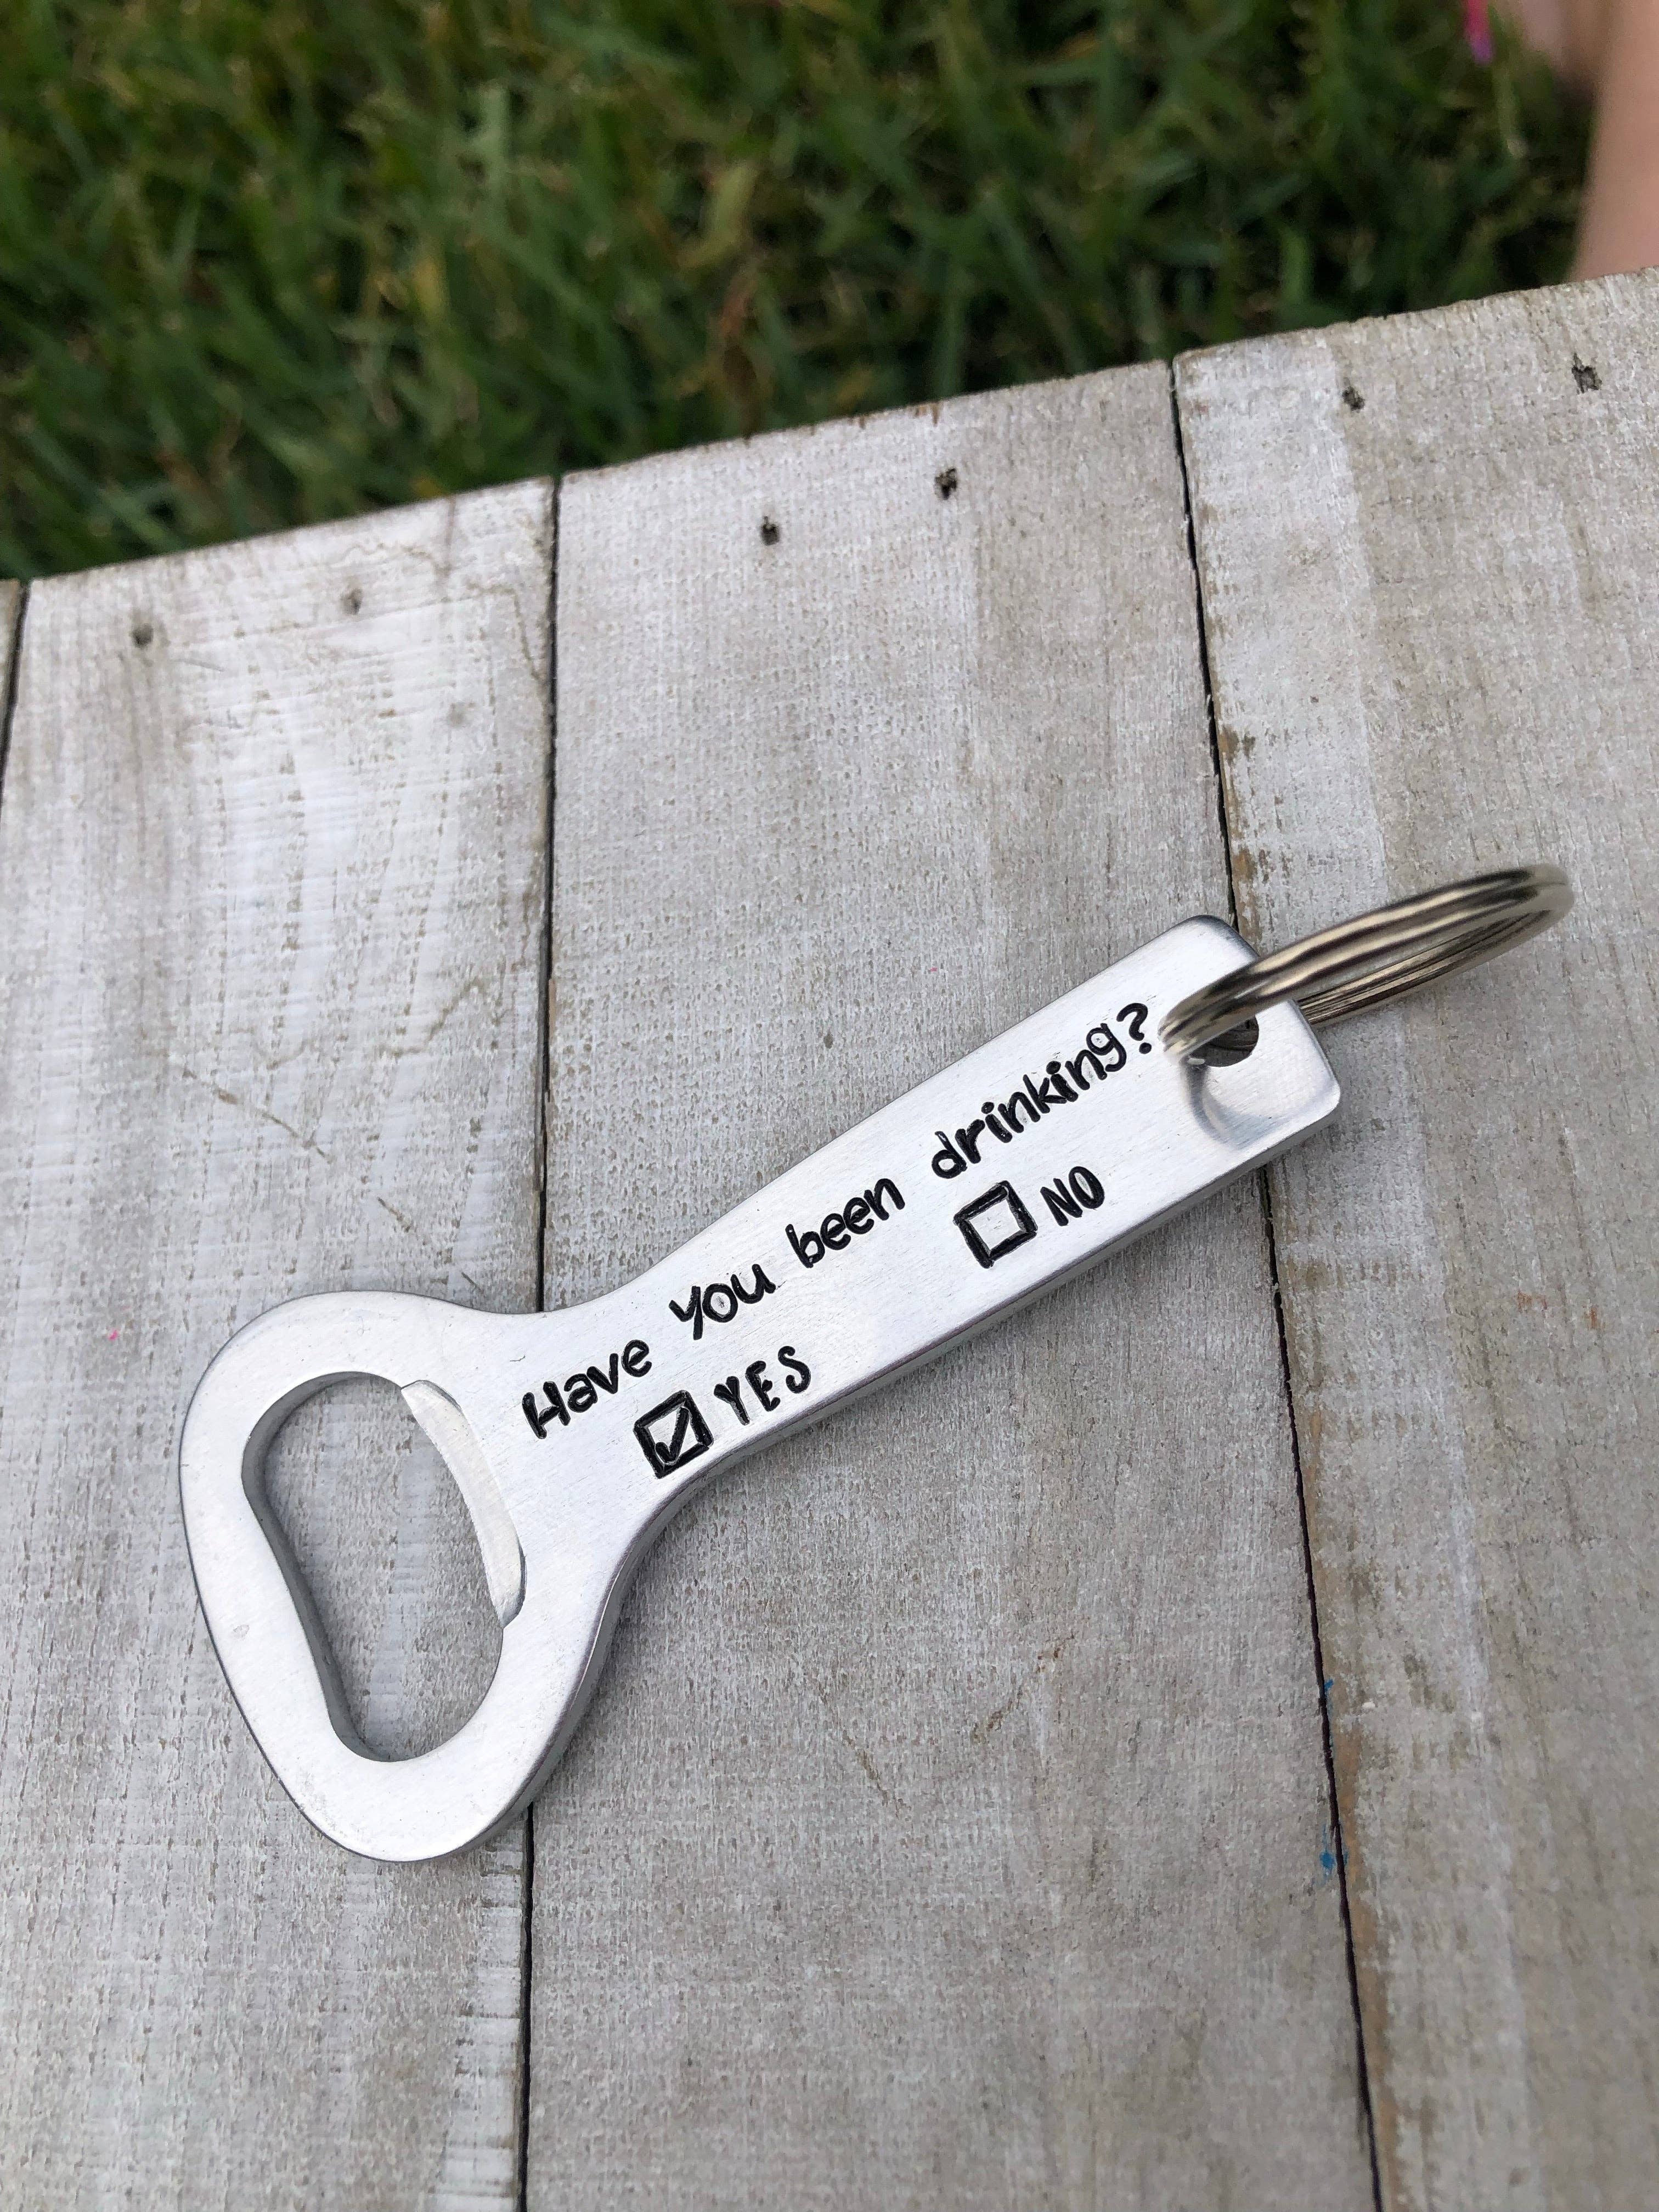 Have you been drinking?
☑ YES ☐ NO